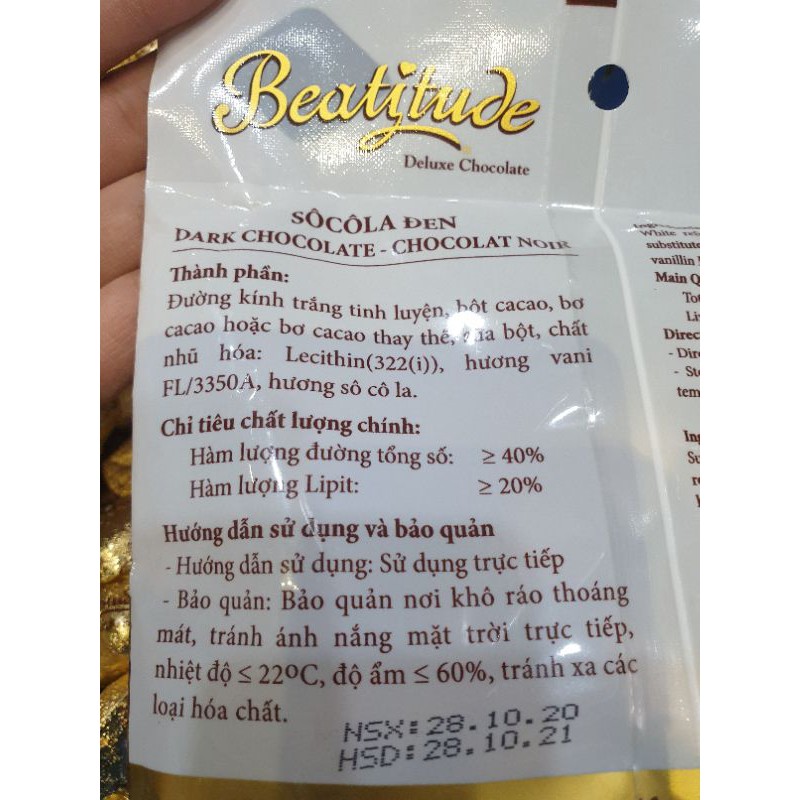 Beatitude
Deluxe Chocolate
SÔCÔLA ĐEN
DARK CHOCOLATE - CHOCOLAT NOIR
Thành phần:
Đường kính trắng tinh luyện, bột cacao, bơ
cacao hoặc bơ cacao thay thế, sữa bột, chất
nhũ hóa: Lecithin(322(i)), hương vani
FL/3350A, hương sô cô la.
Chỉ tiêu chất lượng chính:
Hàm lượng đường tổng số: ≥ 40%
Hàm lượng Lipit: ≥ 20%
Hướng dẫn sử dụng và bảo quản
- Hướng dẫn sử dụng: Sử dụng trực tiếp
- Bảo quản: Bảo quản nơi khô ráo thoáng
mát, tránh ánh nắng mặt trời trực tiếp,
nhiệt độ ≤ 22ºC, độ ẩm ≤ 60%, tránh xa các
loại hóa chất.
NSX:28.10.20
HSD:28.10.21
White
substitute
vanillin
Main